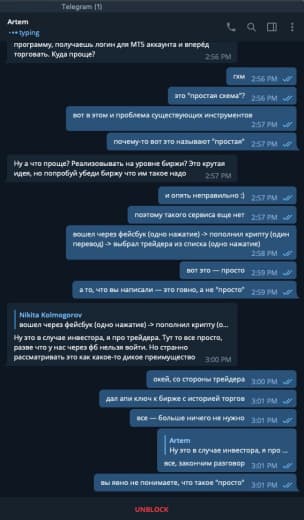 Telegram (1)
Artem
typing
программу, получаешь логин для МТ5 аккаунта и вперёд
торговать. Куда проще?
2:56 PM
гхм 2:56 PM
это "простая схема"? 2:56 PM
вот в этом и проблема существующих инструментов
2:57 PM
почему-то вот это называют "простая" 2:57 PM
Ну а что проще? Реализовывать на уровне биржи? Это крутая
идея, но попробуй убеди биржу что им такое надо
2:57 PM
и опять неправильно :) 2:57 PM
поэтому такого сервиса еще нет 2:57 PM
вошел через фейсбук (одно нажатие) -> пополнил крипту (один
перевод) -> выбрал трейдера из списка (одно нажатие)
2:58 PM
вот это — просто 2:59 PM
а то, что вы написали — это говно, а не "просто" 2:59 PM
Nikita Kolmogorov
вошел через фейсбук (одно нажатие) -> пополнил крипту (о...
Ну это в случае инвестора, я про трейдера. Тут то все просто,
разве что у нас через фб нельзя войти. Но странно
рассматривать это как какое-то дикое преимущество
3:00 PM
окей, со стороны трейдера 3:00 PM
дал апи ключ к бирже с историей торгов 3:01 PM
все — больше ничего не нужно 3:01 PM
Artem
Ну это в случае инвестора, я про ...
все, закончим разговор 3:01 PM
вы явно не понимаете, что такое "просто" 3:01 PM
UNBLOCK